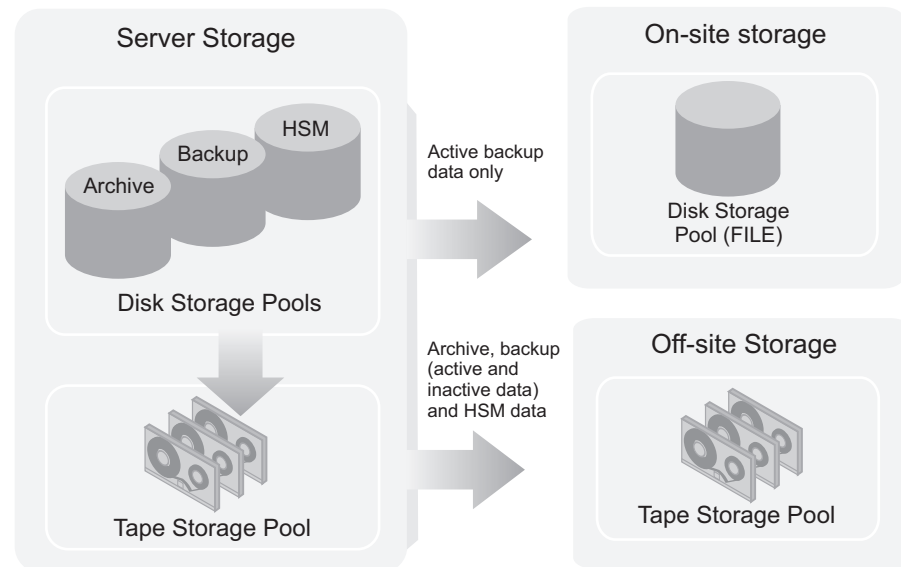 Server Storage
HSM
Backup
Archive
Disk Storage Pools
Tape Storage Pool
Active backup
data only
Archive, backup
(active and
inactive data)
and HSM data
On-site storage
Disk Storage
Pool (FILE)
Off-site Storage
Tape Storage Pool